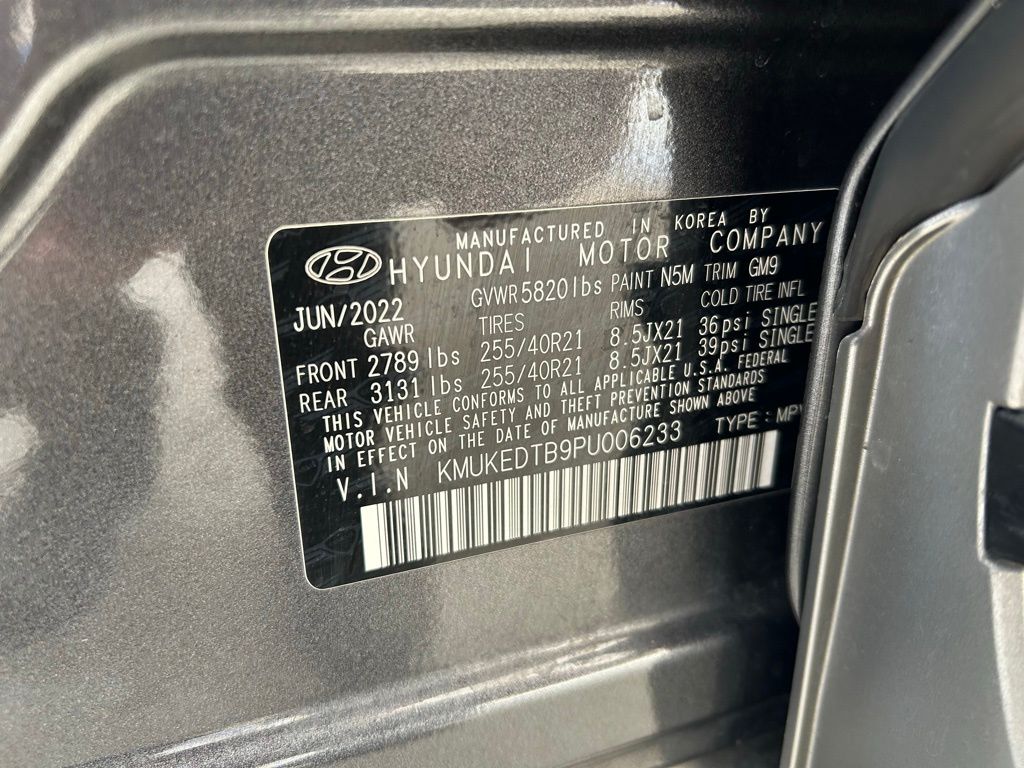 MANUFACTURED IN KOREA BY
HYUNDAI MOTOR COMPANY
JUN/2022 GVWR 5820 lbs PAINT N5M TRIM GM9
GAWR TIRES RIMS COLD TIRE INFL
FRONT 2789 lbs 255/40R21 8.5JX21 36psi SINGLE
REAR 3131 lbs 255/40R21 8.5JX21 39psi SINGLE
THIS VEHICLE CONFORMS TO ALL APPLICABLE U.S.A. FEDERAL
MOTOR VEHICLE SAFETY AND THEFT PREVENTION STANDARDS
IN EFFECT ON THE DATE OF MANUFACTURE SHOWN ABOVE
V.I.N KMUKEDTB9PU006233 TYPE: MPV